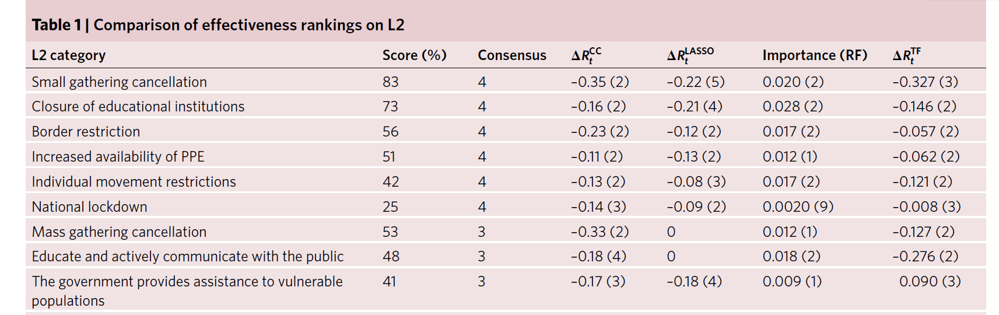 Table 1 | Comparison of effectiveness rankings on L2
L2 category Score (%) Consensus ΔR_t^CC ΔR_t^LASSO Importance (RF) ΔR_t^TF
Small gathering cancellation 83 4 –0.35 (2) –0.22 (5) 0.020 (2) –0.327 (3)
Closure of educational institutions 73 4 –0.16 (2) –0.21 (4) 0.028 (2) –0.146 (2)
Border restriction 56 4 –0.23 (2) –0.12 (2) 0.017 (2) –0.057 (2)
Increased availability of PPE 51 4 –0.11 (2) –0.13 (2) 0.012 (1) –0.062 (2)
Individual movement restrictions 42 4 –0.13 (2) –0.08 (3) 0.017 (2) –0.121 (2)
National lockdown 25 4 –0.14 (3) –0.09 (2) 0.0020 (9) –0.008 (3)
Mass gathering cancellation 53 3 –0.33 (2) 0 0.012 (1) –0.127 (2)
Educate and actively communicate with the public 48 3 –0.18 (4) 0 0.018 (2) –0.276 (2)
The government provides assistance to vulnerable 41 3 –0.17 (3) –0.18 (4) 0.009 (1) 0.090 (3)
populations